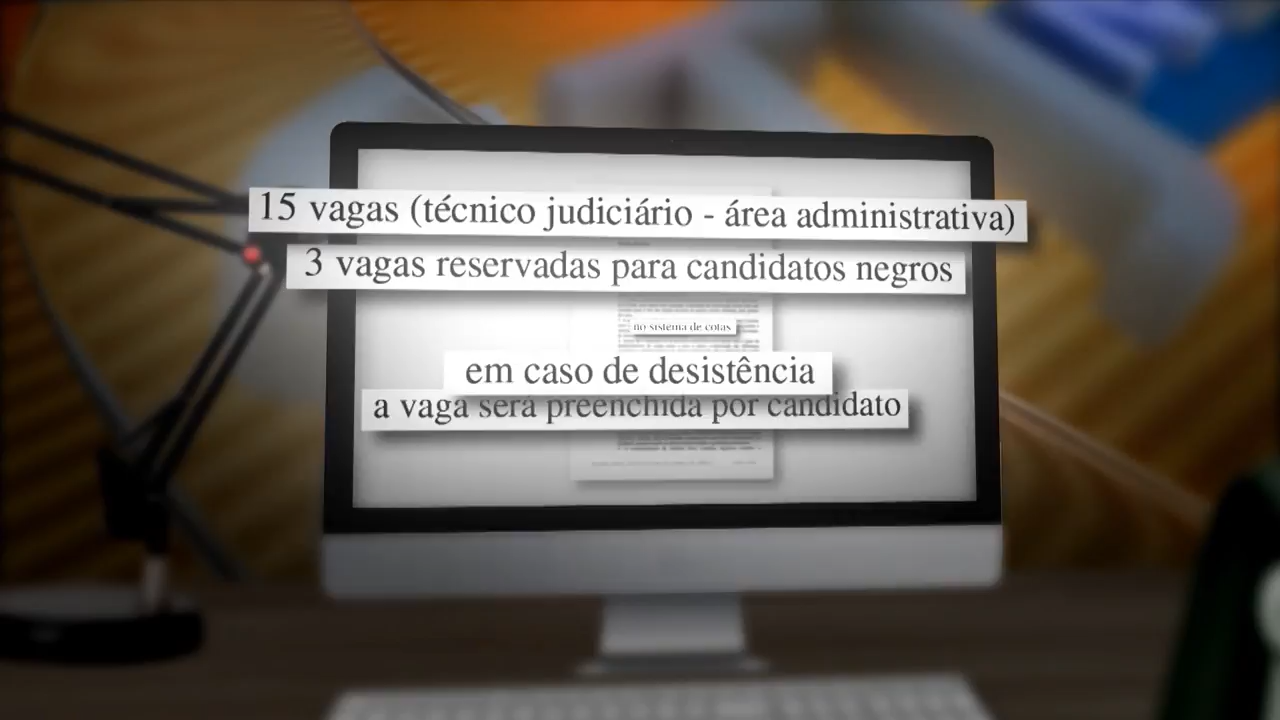 15 vagas (técnico judiciário - área administrativa)
3 vagas reservadas para candidatos negros
no sistema de cotas
em caso de desistência
a vaga será preenchida por candidato